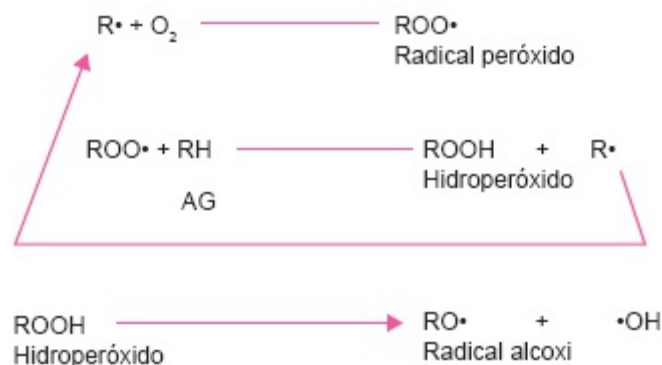 R• + O₂ ROO•
Radical peróxido
ROO• + RH ROOH + R•
Hidroperóxido
AG
ROOH RO• + •OH
Hidroperóxido Radical alcoxi